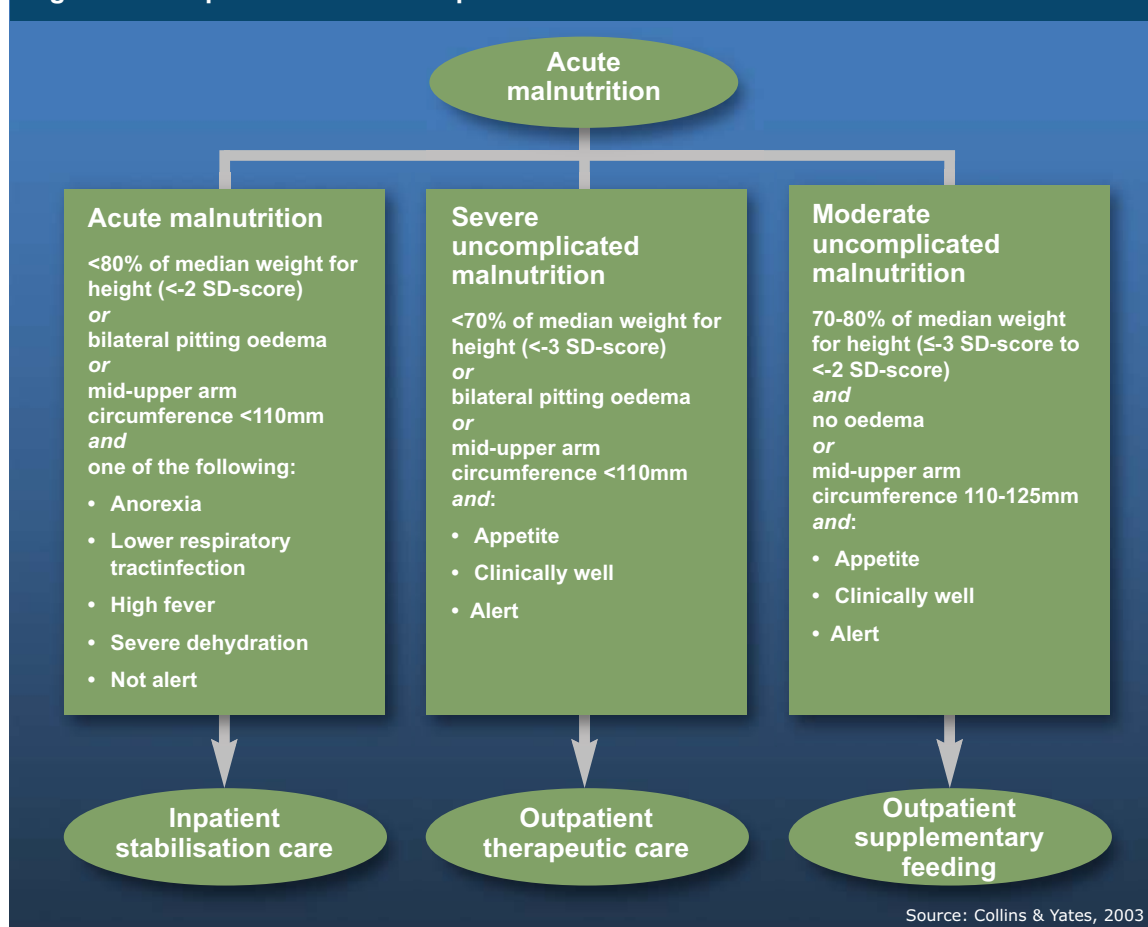 Acute
malnutrition
Acute malnutrition
<80% of median weight for
height (<-2 SD-score)
or
bilateral pitting oedema
or
mid-upper arm
circumference <110mm
and
one of the following:
• Anorexia
• Lower respiratory
tractinfection
• High fever
• Severe dehydration
• Not alert
Inpatient
stabilisation care
Severe
uncomplicated
malnutrition
<70% of median weight for
height (<-3 SD-score)
or
bilateral pitting oedema
or
mid-upper arm
circumference <110mm
and:
• Appetite
• Clinically well
• Alert
Outpatient
therapeutic care
Moderate
uncomplicated
malnutrition
70-80% of median weight
for height (≤-3 SD-score to
<-2 SD-score)
and
no oedema
or
mid-upper arm
circumference 110-125mm
and:
• Appetite
• Clinically well
• Alert
Outpatient
supplementary
feeding
Source: Collins & Yates, 2003